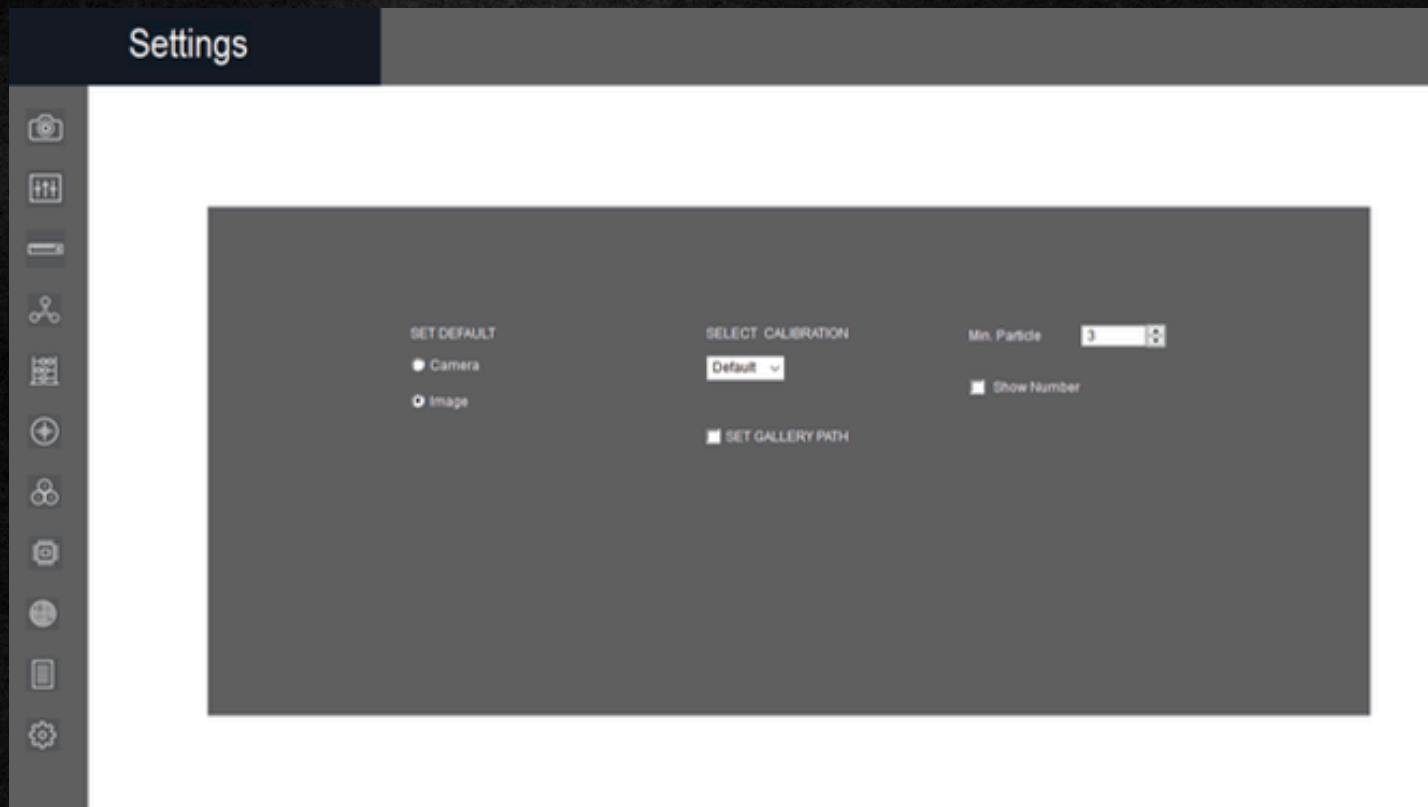 Settings
SET DEFAULT
Camera
Image
SELECT CALIBRATION
Default
SET GALLERY PATH
Min. Particle 3
Show Number